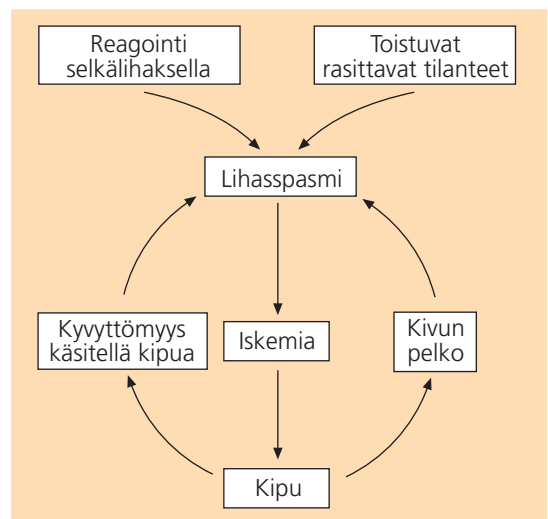 Reagointi
selkälihaksella
Toistuvat
rasittavat tilanteet
Lihasspasmi
Kyvyttömyys
käsitellä kipua
Iskemia
Kivun
pelko
Kipu